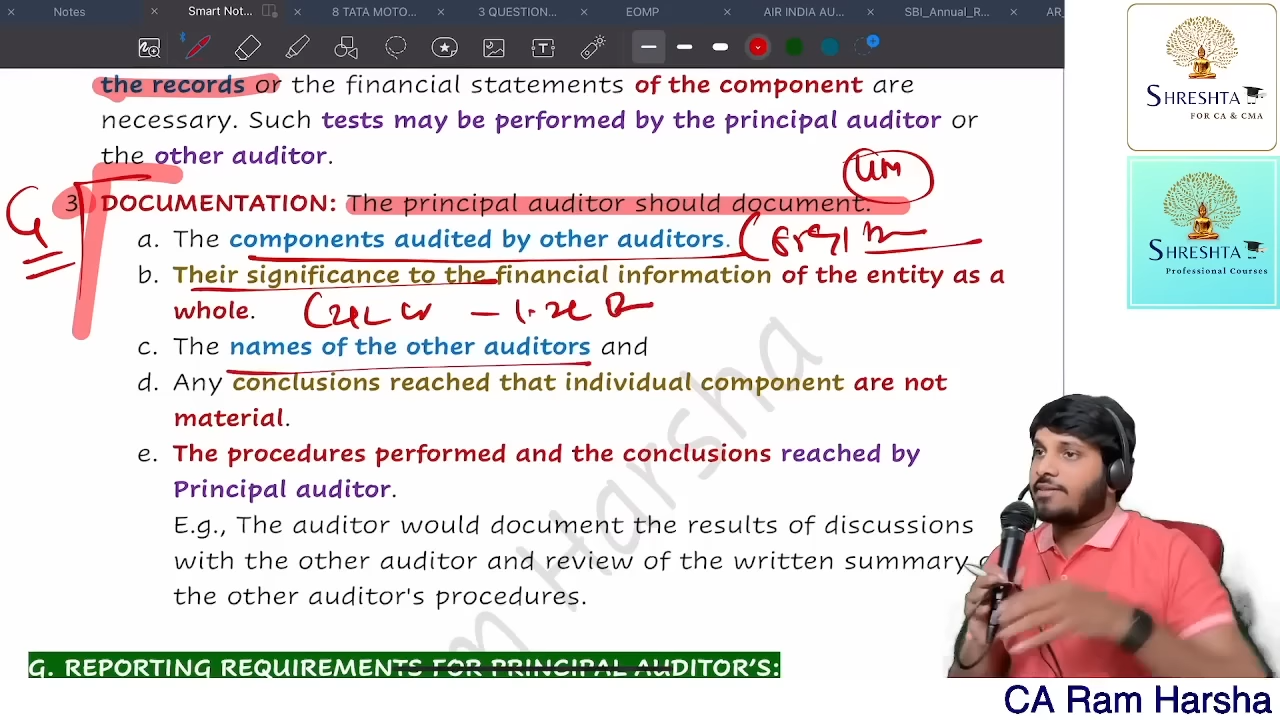 Notes
Smart Not...
8 TATA MOTO...
3 QUESTION...
EOMP
AIR INDIA AU...
SBI_Annual_R...
AR_
SHRESHTA
FOR CA & CMA
SHRESHTA
Professional Courses
the records or the financial statements of the component are
necessary. Such tests may be performed by the principal auditor or
the other auditor.
3 DOCUMENTATION: The principal auditor should document:
a. The components audited by other auditors.
b. Their significance to the financial information of the entity as a
whole.
c. The names of the other auditors and
d. Any conclusions reached that individual component are not
material.
e. The procedures performed and the conclusions reached by
Principal auditor.
E.g., The auditor would document the results of discussions
with the other auditor and review of the written summary
the other auditor's procedures.
G. REPORTING REQUIREMENTS FOR PRINCIPAL AUDITOR'S:
m Harsha
CA Ram Harsha